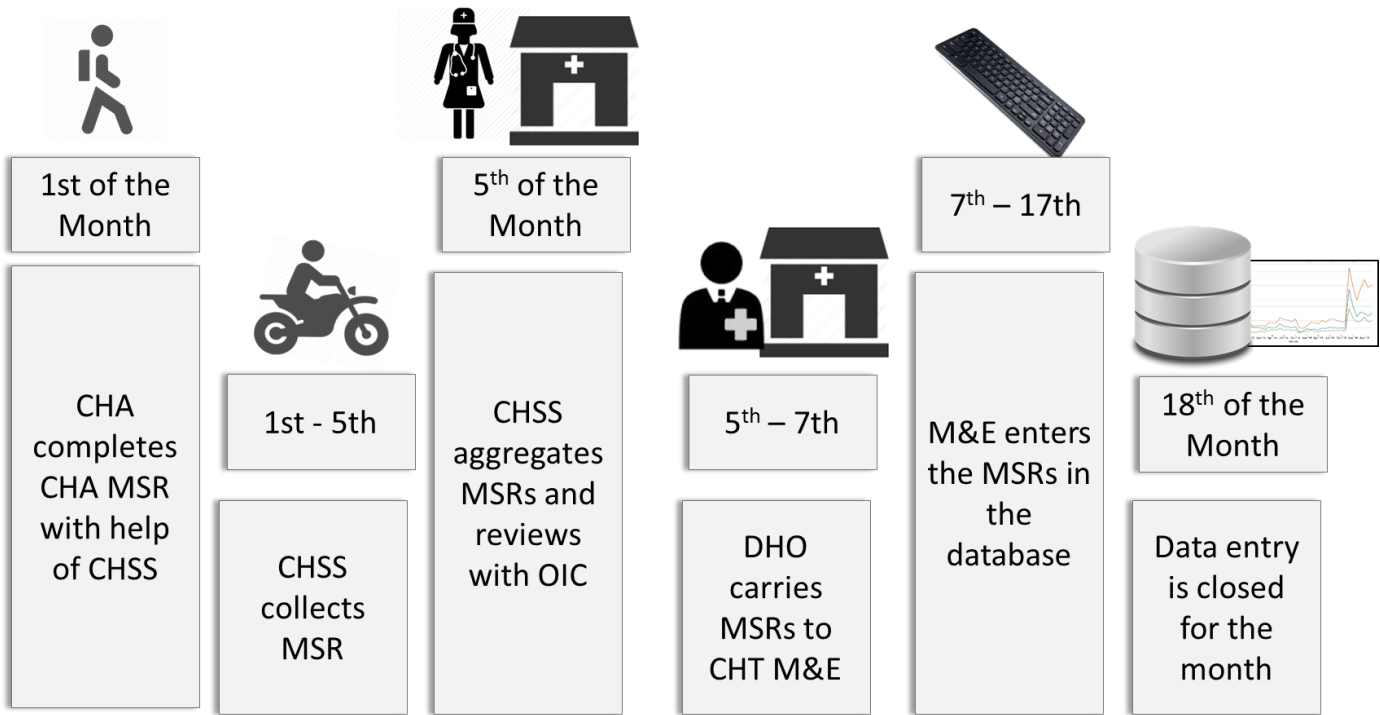 1st of the
Month
CHA
completes
CHA MSR
with help
of CHSS
1st - 5th
CHSS
collects
MSR
5th of the
Month
CHSS
aggregates
MSRs and
reviews
with OIC
5th – 7th
DHO
carries
MSRs to
CHT M&E
7th – 17th
M&E enters
the MSRs in
the
database
18th of the
Month
Data entry
is closed
for the
month